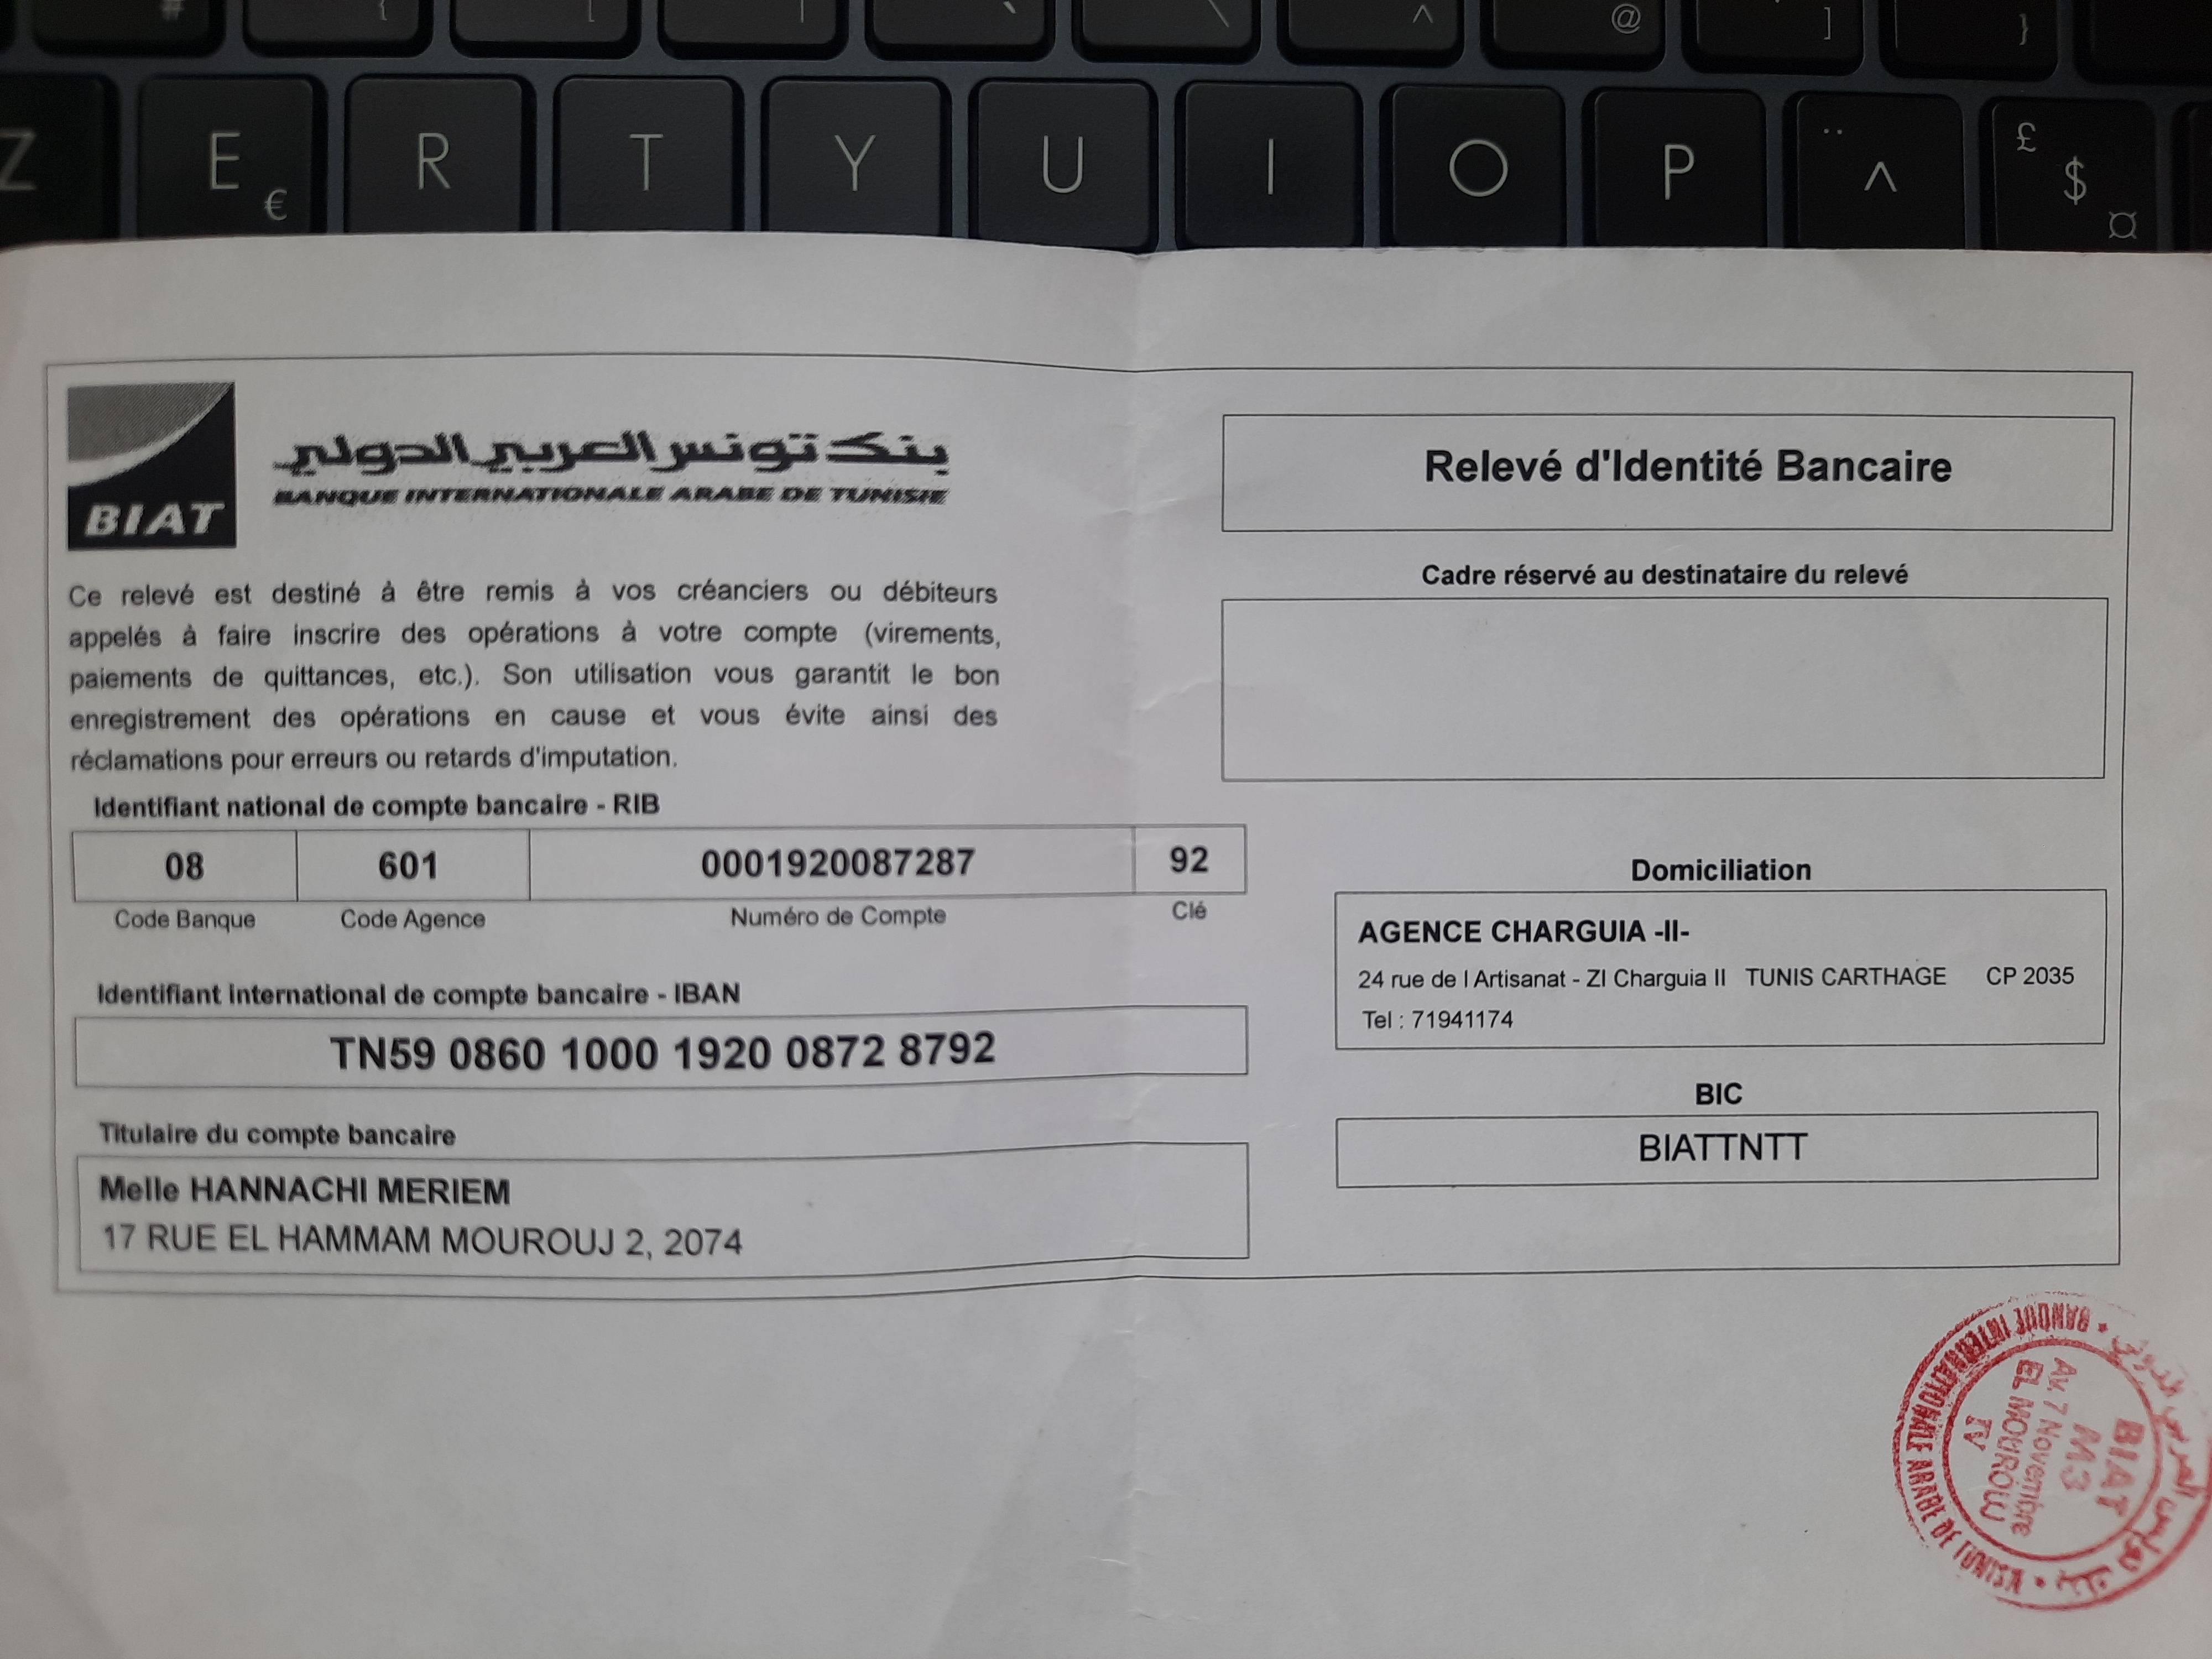 #
{
[
|
`
\
^
@
]
}
Z
E
€
R
T
Y
U
I
O
P
¨
^
£
$
¤
BIAT
بنك تونس العربي الدولي
BANQUE INTERNATIONALE ARABE DE TUNISIE
Ce relevé est destiné à être remis à vos créanciers ou débiteurs
appelés à faire inscrire des opérations à votre compte (virements,
paiements de quittances, etc.). Son utilisation vous garantit le bon
enregistrement des opérations en cause et vous évite ainsi des
réclamations pour erreurs ou retards d'imputation.
Identifiant national de compte bancaire - RIB
08 601 0001920087287 92
Code Banque Code Agence Numéro de Compte Clé
Identifiant international de compte bancaire - IBAN
TN59 0860 1000 1920 0872 8792
Titulaire du compte bancaire
Melle HANNACHI MERIEM
17 RUE EL HAMMAM MOUROUJ 2, 2074
Relevé d'Identité Bancaire
Cadre réservé au destinataire du relevé
Domiciliation
AGENCE CHARGUIA -II-
24 rue de l Artisanat - ZI Charguia II TUNIS CARTHAGE CP 2035
Tel : 71941174
BIC
BIATTNTT
BANQUE INTERNATIONALE ARABE DE TUNISIE
بنك تونس العربي الدولي
BIAT
M3
Av. 7 Novembre
EL MOUROUJ
IV